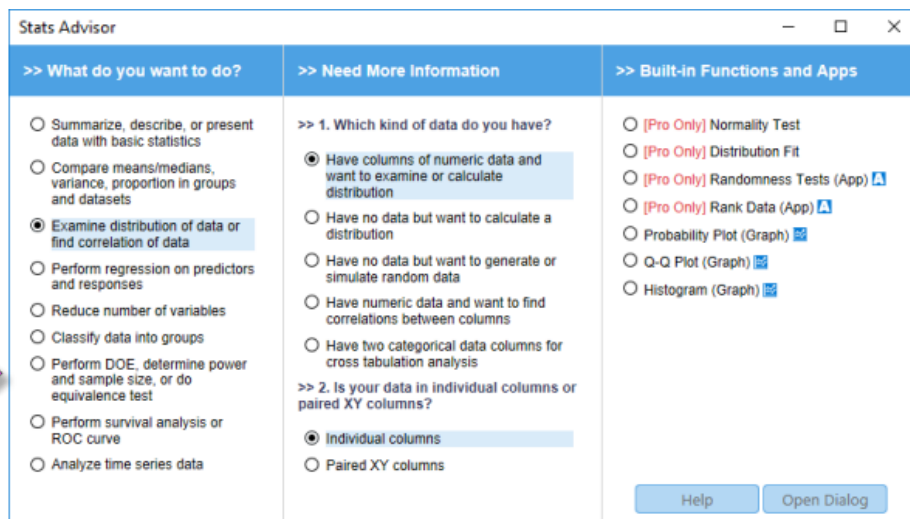 Stats Advisor
>> What do you want to do?
Summarize, describe, or present
data with basic statistics
Compare means/medians,
variance, proportion in groups
and datasets
Examine distribution of data or
find correlation of data
Perform regression on predictors
and responses
Reduce number of variables
Classify data into groups
Perform DOE, determine power
and sample size, or do
equivalence test
Perform survival analysis or
ROC curve
Analyze time series data
>> Need More Information
>> 1. Which kind of data do you have?
Have columns of numeric data and
want to examine or calculate
distribution
Have no data but want to calculate a
distribution
Have no data but want to generate or
simulate random data
Have numeric data and want to find
correlations between columns
Have two categorical data columns for
cross tabulation analysis
>> 2. Is your data in individual columns or
paired XY columns?
Individual columns
Paired XY columns
>> Built-in Functions and Apps
[Pro Only] Normality Test
[Pro Only] Distribution Fit
[Pro Only] Randomness Tests (App) A
[Pro Only] Rank Data (App) A
Probability Plot (Graph)
Q-Q Plot (Graph)
Histogram (Graph)
Help
Open Dialog